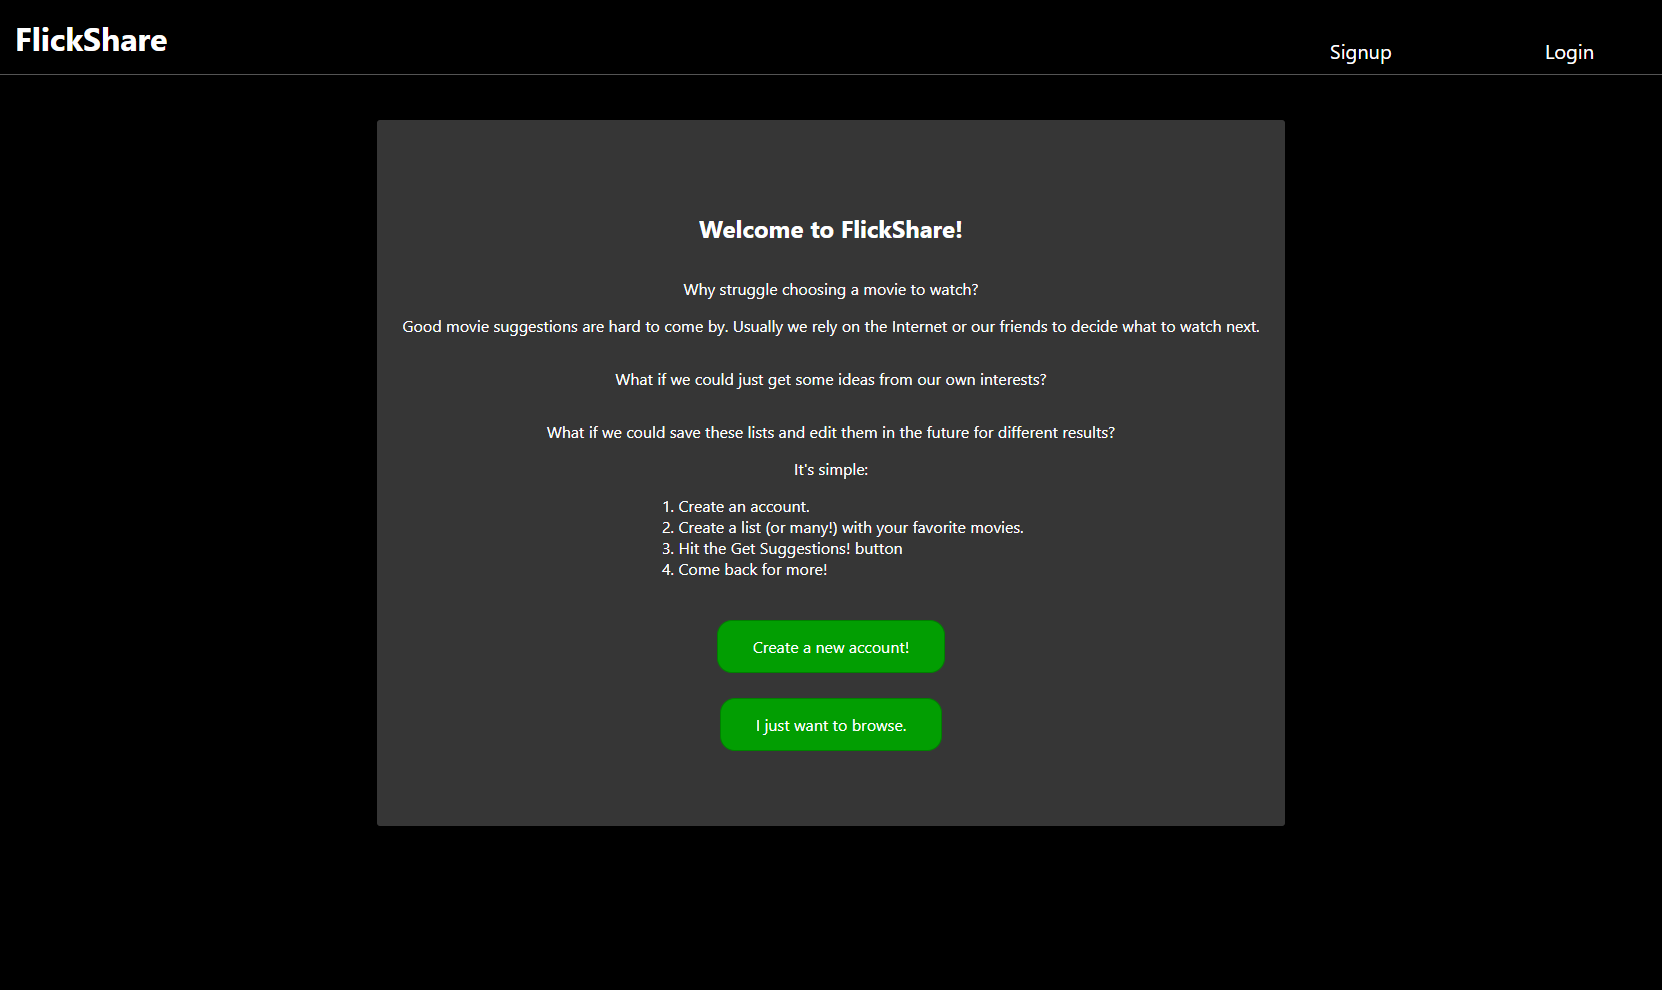 FlickShare
Signup
Login
Welcome to FlickShare!
Why struggle choosing a movie to watch?
Good movie suggestions are hard to come by. Usually we rely on the Internet or our friends to decide what to watch next.
What if we could just get some ideas from our own interests?
What if we could save these lists and edit them in the future for different results?
It's simple:
1. Create an account.
2. Create a list (or many!) with your favorite movies.
3. Hit the Get Suggestions! button
4. Come back for more!
Create a new account!
I just want to browse.